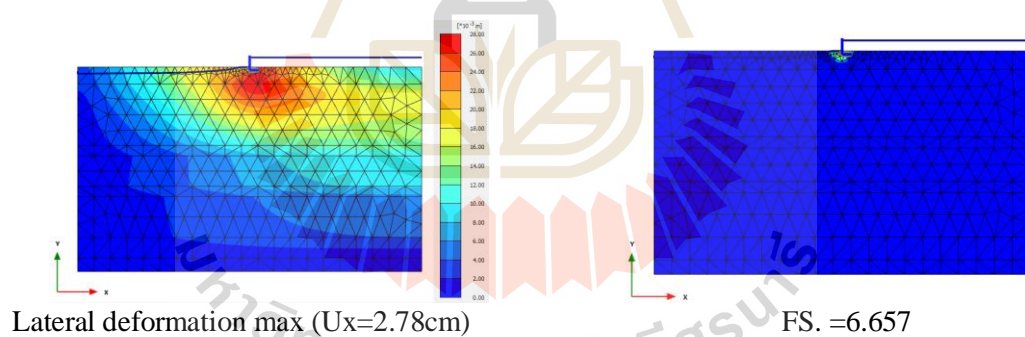 [*10⁻³ m]
28.00
26.00
24.00
22.00
20.00
18.00
16.00
14.00
12.00
10.00
8.00
6.00
4.00
2.00
0.00
Y
X
Y
X
Lateral deformation max (Ux=2.78cm)
FS. =6.657